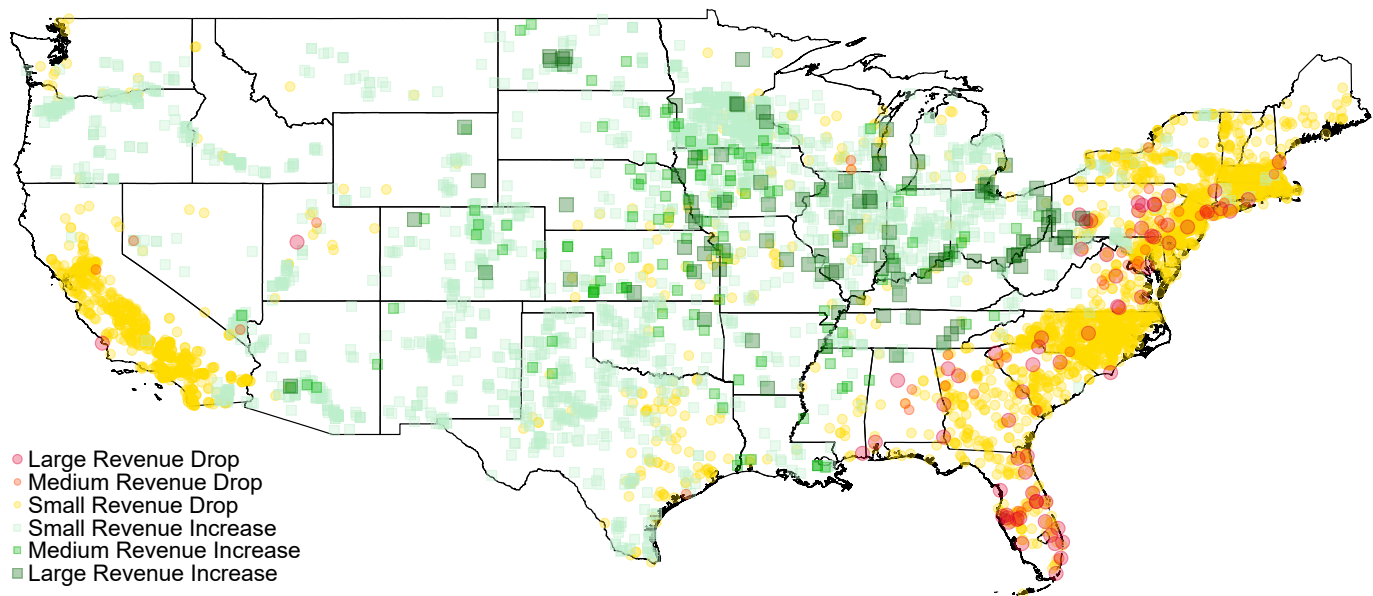 Large Revenue Drop
Medium Revenue Drop
Small Revenue Drop
Small Revenue Increase
Medium Revenue Increase
Large Revenue Increase